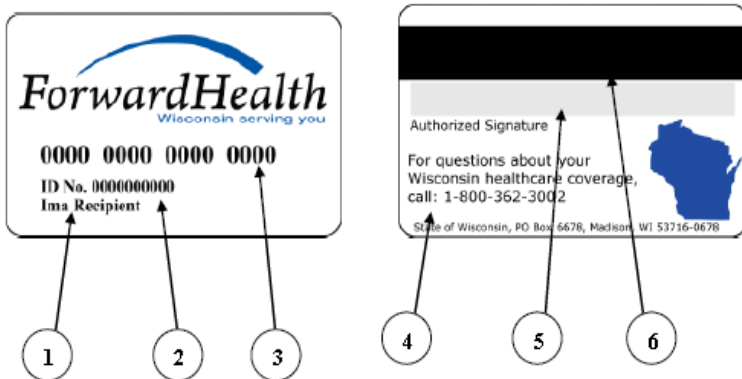 ForwardHealth
Wisconsin serving you
0000 0000 0000 0000
ID No. 0000000000
Ima Recipient
Authorized Signature
For questions about your
Wisconsin healthcare coverage,
call: 1-800-362-3002
State of Wisconsin, PO Box 6678, Madison, WI 53716-0678
1
2
3
4
5
6